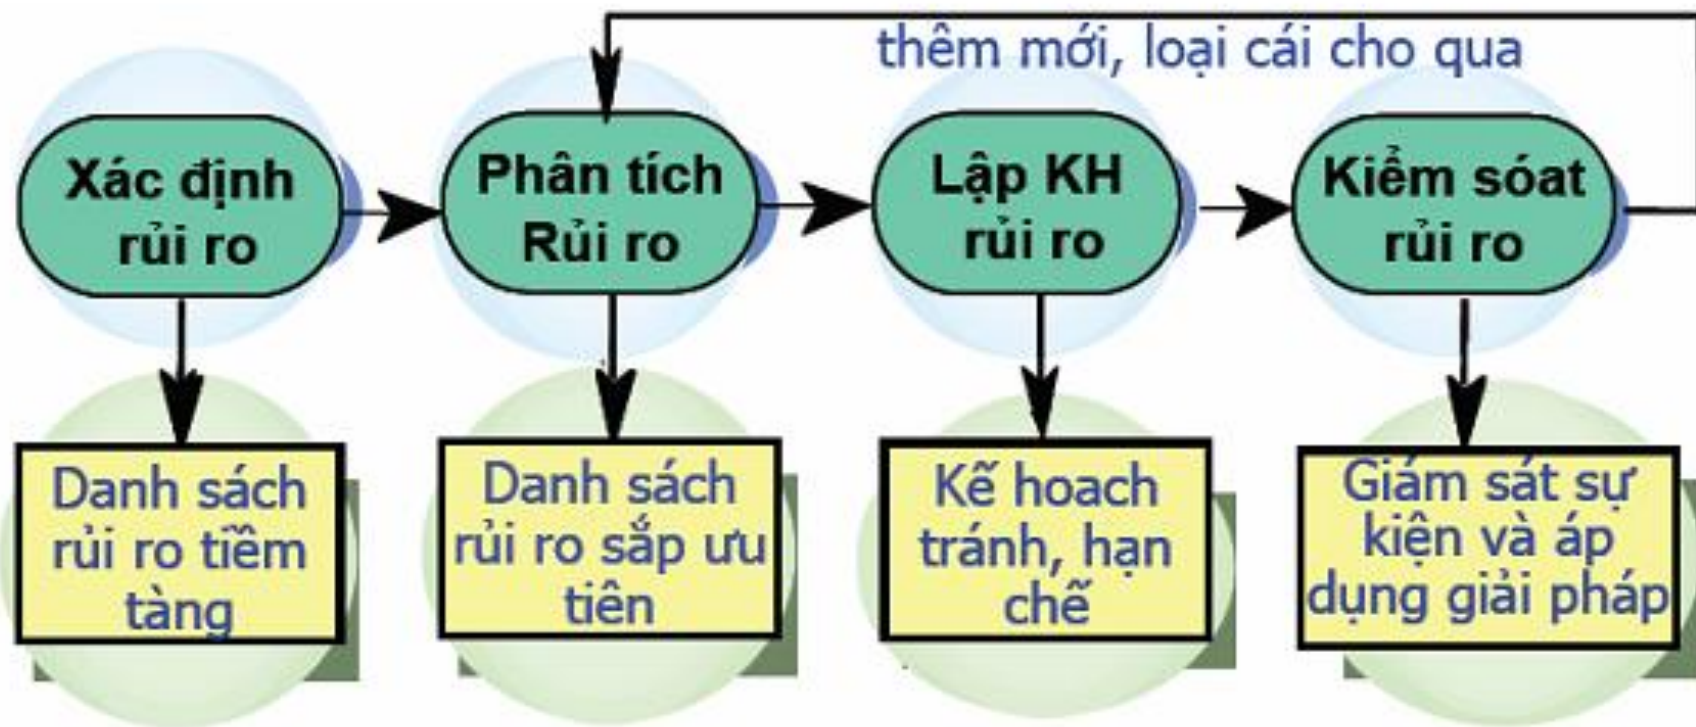 thêm mới, loại cái cho qua
Xác định
rủi ro
Phân tích
Rủi ro
Lập KH
rủi ro
Kiểm sóat
rủi ro
Danh sách
rủi ro tiềm
tàng
Danh sách
rủi ro sắp ưu
tiên
Kẽ hoach
tránh, hạn
chẽ
Giám sát sự
kiện và áp
dụng giải pháp